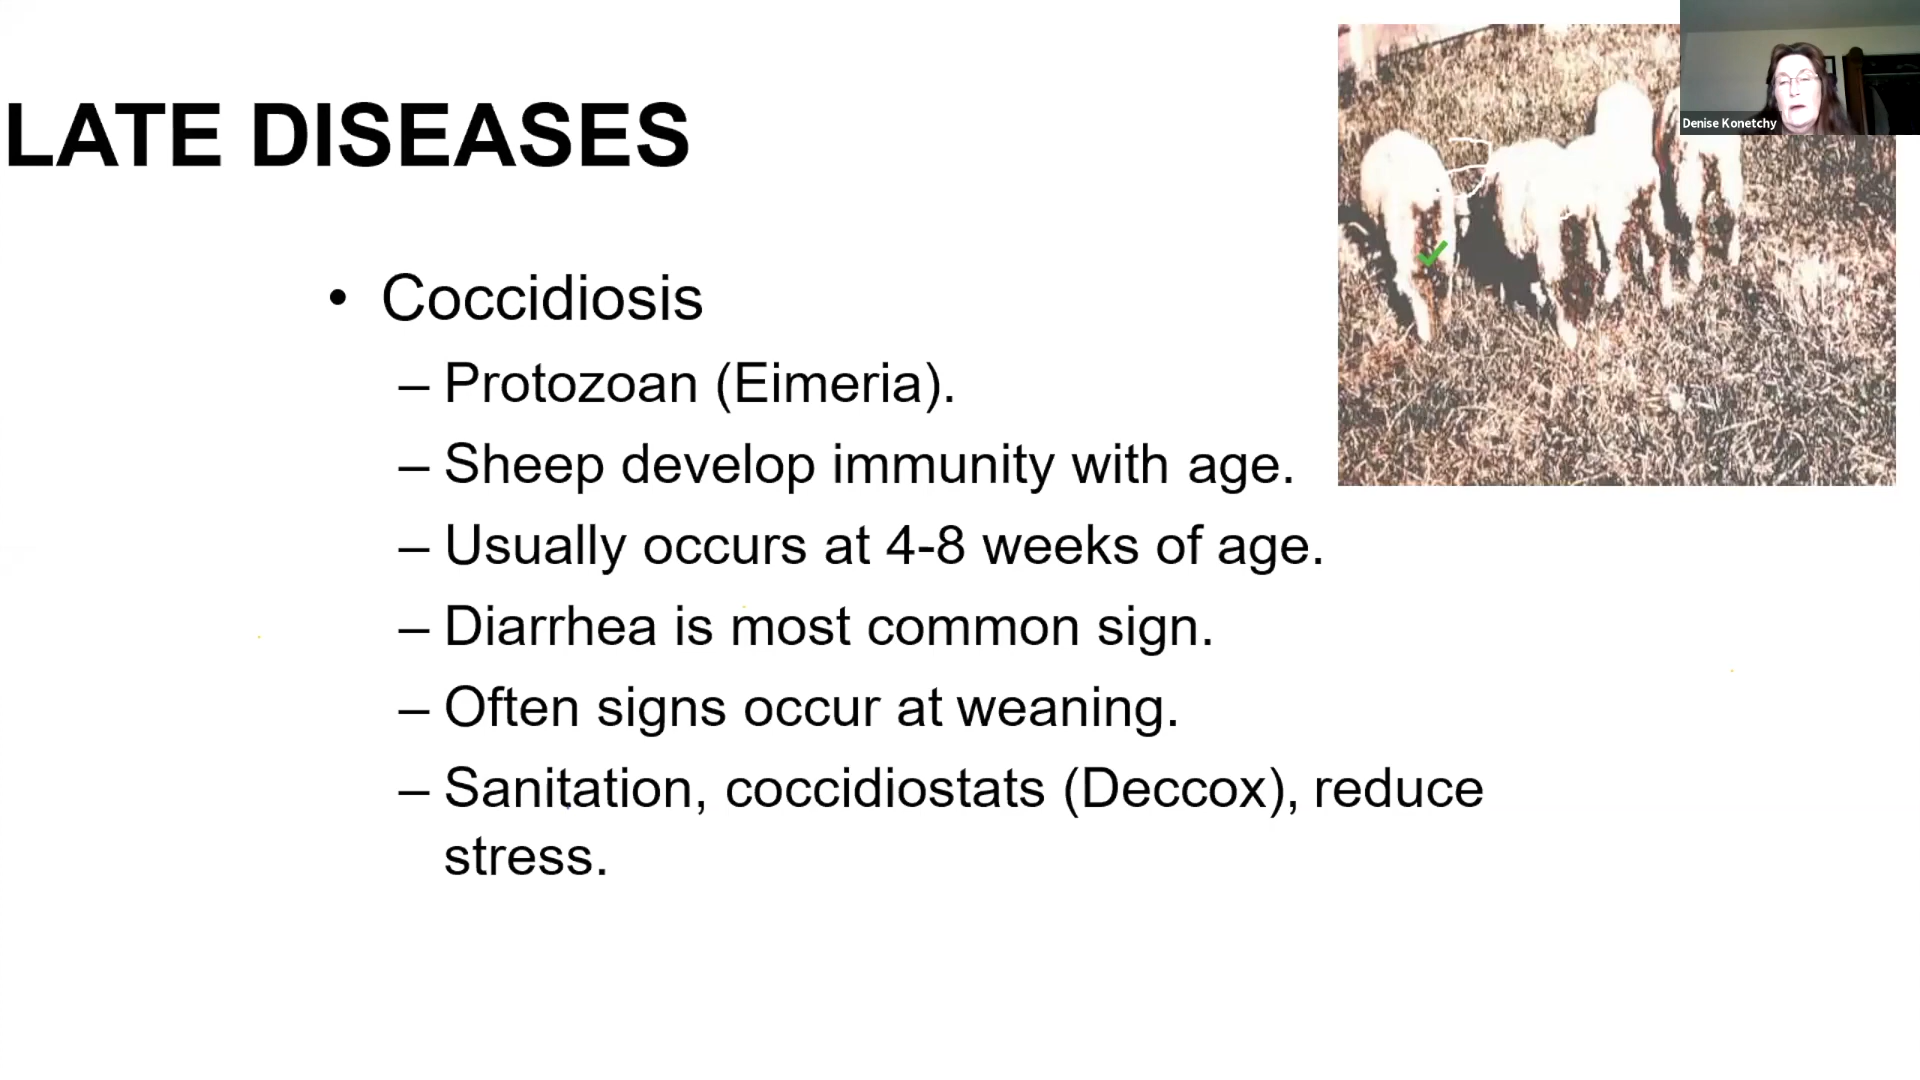 LATE DISEASES
Denise Konetchy
• Coccidiosis
– Protozoan (Eimeria).
– Sheep develop immunity with age.
– Usually occurs at 4-8 weeks of age.
– Diarrhea is most common sign.
– Often signs occur at weaning.
– Sanitation, coccidiostats (Deccox), reduce
stress.